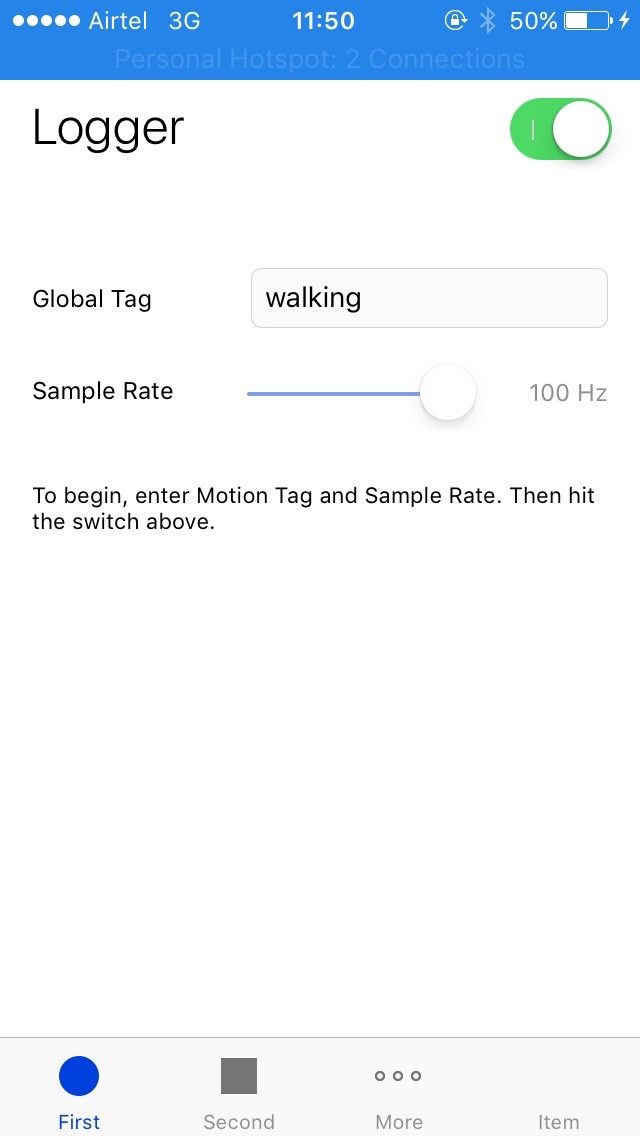 Airtel 3G 11:50 50%
Personal Hotspot: 2 Connections
Logger
Global Tag walking
Sample Rate 100 Hz
To begin, enter Motion Tag and Sample Rate. Then hit
the switch above.
First Second More Item